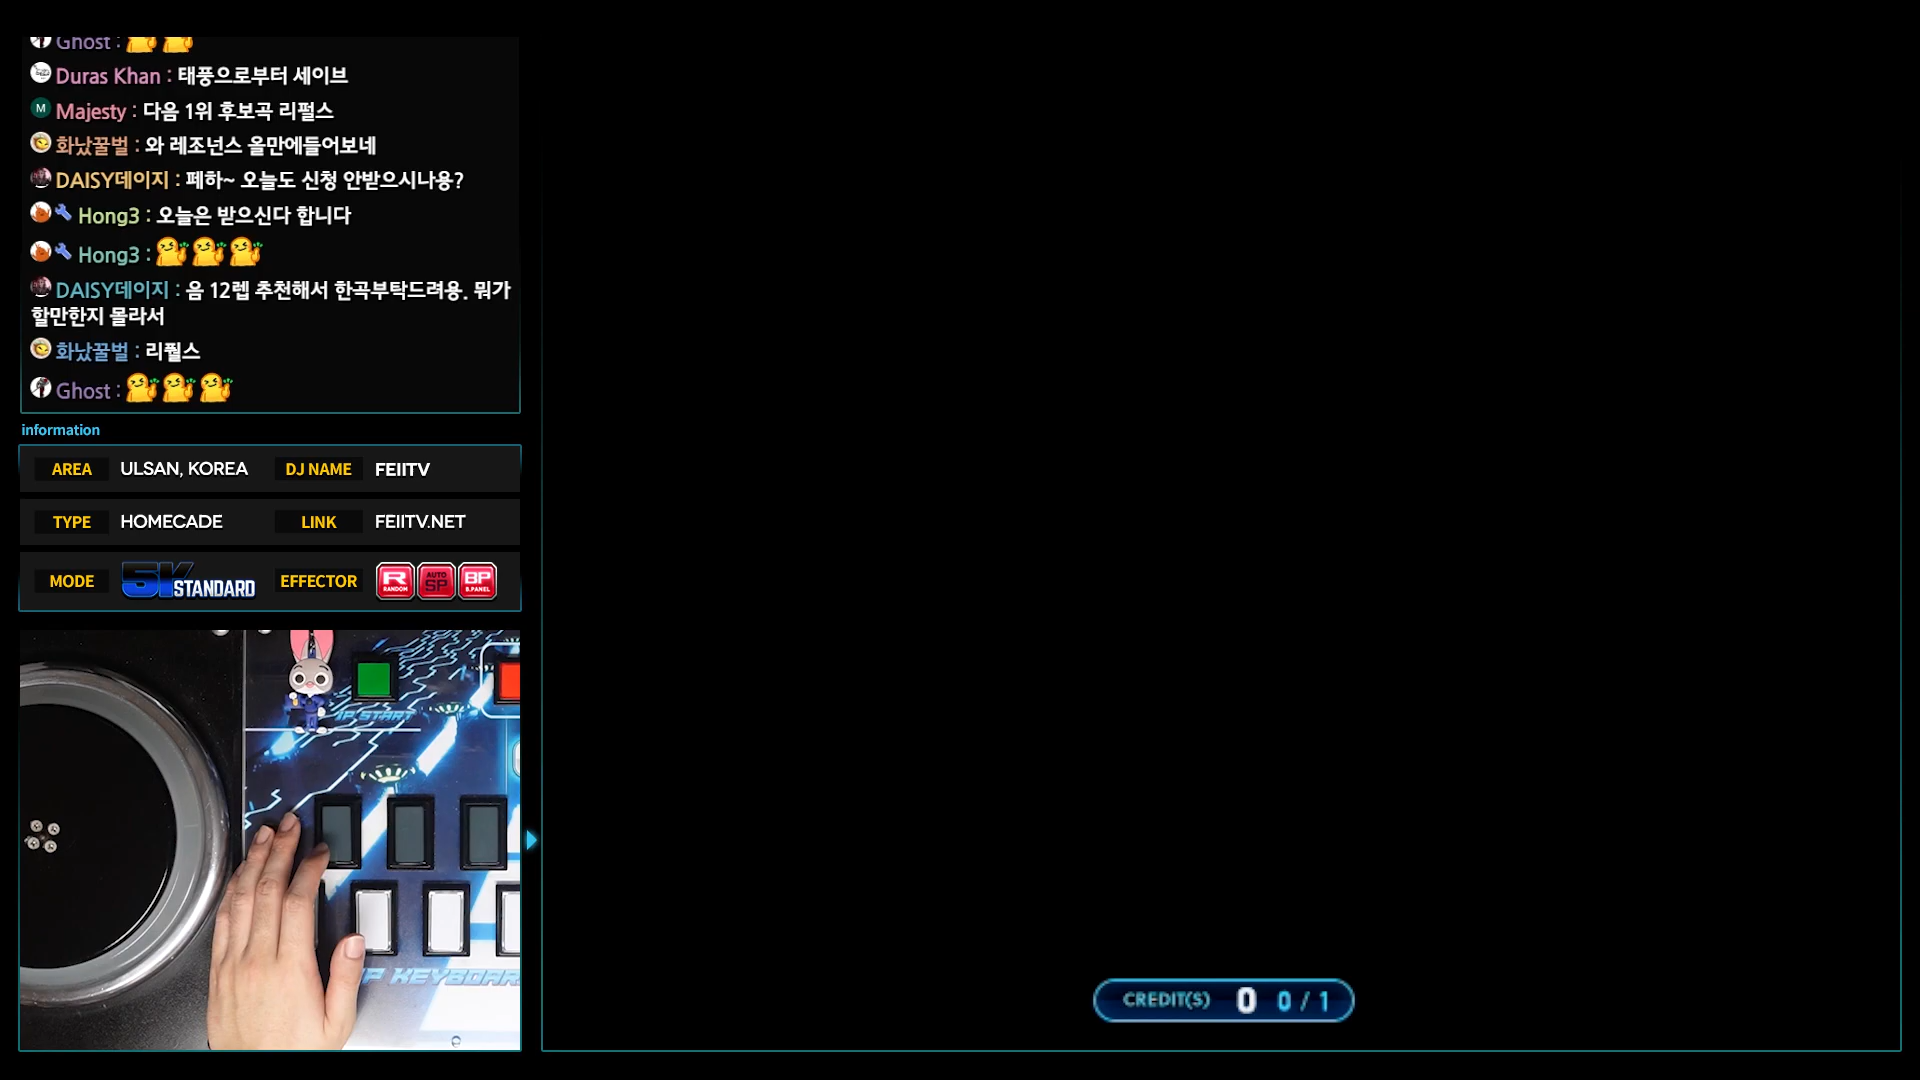 Ghost :
Duras Khan : 태풍으로부터 세이브
M Majesty : 다음 1위 후보곡 리펄스
화났꿀벌 : 와 레조넌스 올만에들어보네
DAISY데이지 : 페하~ 오늘도 신청 안받으시나용?
Hong3 : 오늘은 받으신다 합니다
Hong3 :
DAISY데이지 : 음 12렙 추천해서 한곡부탁드려용. 뭐가
할만한지 몰라서
화났꿀벌 : 리풜스
Ghost :
information
AREA ULSAN, KOREA DJ NAME FEIITV
TYPE HOMECADE LINK FEIITV.NET
MODE 5K STANDARD EFFECTOR R RANDOM AUTO SP BP B.PANEL
1P START
1P KEYBOAR
CREDIT(S) 0 0 / 1